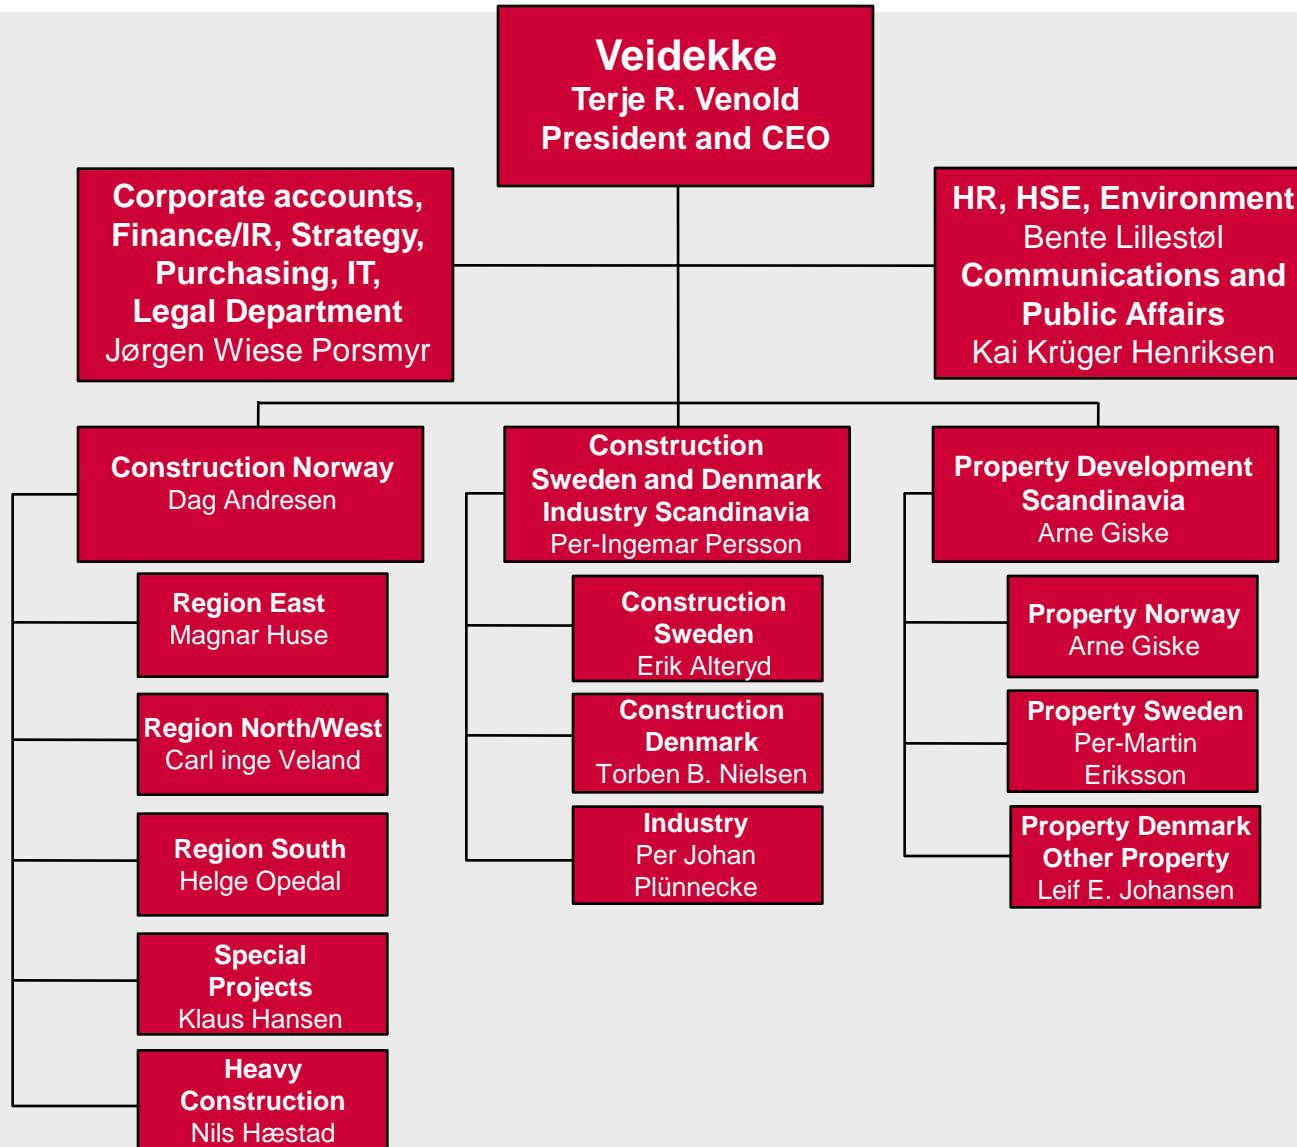 Veidekke
Terje R. Venold
President and CEO
Corporate accounts,
Finance/IR, Strategy,
Purchasing, IT,
Legal Department
Jørgen Wiese Porsmyr
HR, HSE, Environment
Bente Lillestøl
Communications and
Public Affairs
Kai Krüger Henriksen
Construction Norway
Dag Andresen
Region East
Magnar Huse
Region North/West
Carl inge Veland
Region South
Helge Opedal
Special
Projects
Klaus Hansen
Heavy
Construction
Nils Hæstad
Construction
Sweden and Denmark
Industry Scandinavia
Per-Ingemar Persson
Construction
Sweden
Erik Alteryd
Construction
Denmark
Torben B. Nielsen
Industry
Per Johan
Plünnecke
Property Development
Scandinavia
Arne Giske
Property Norway
Arne Giske
Property Sweden
Per-Martin
Eriksson
Property Denmark
Other Property
Leif E. Johansen